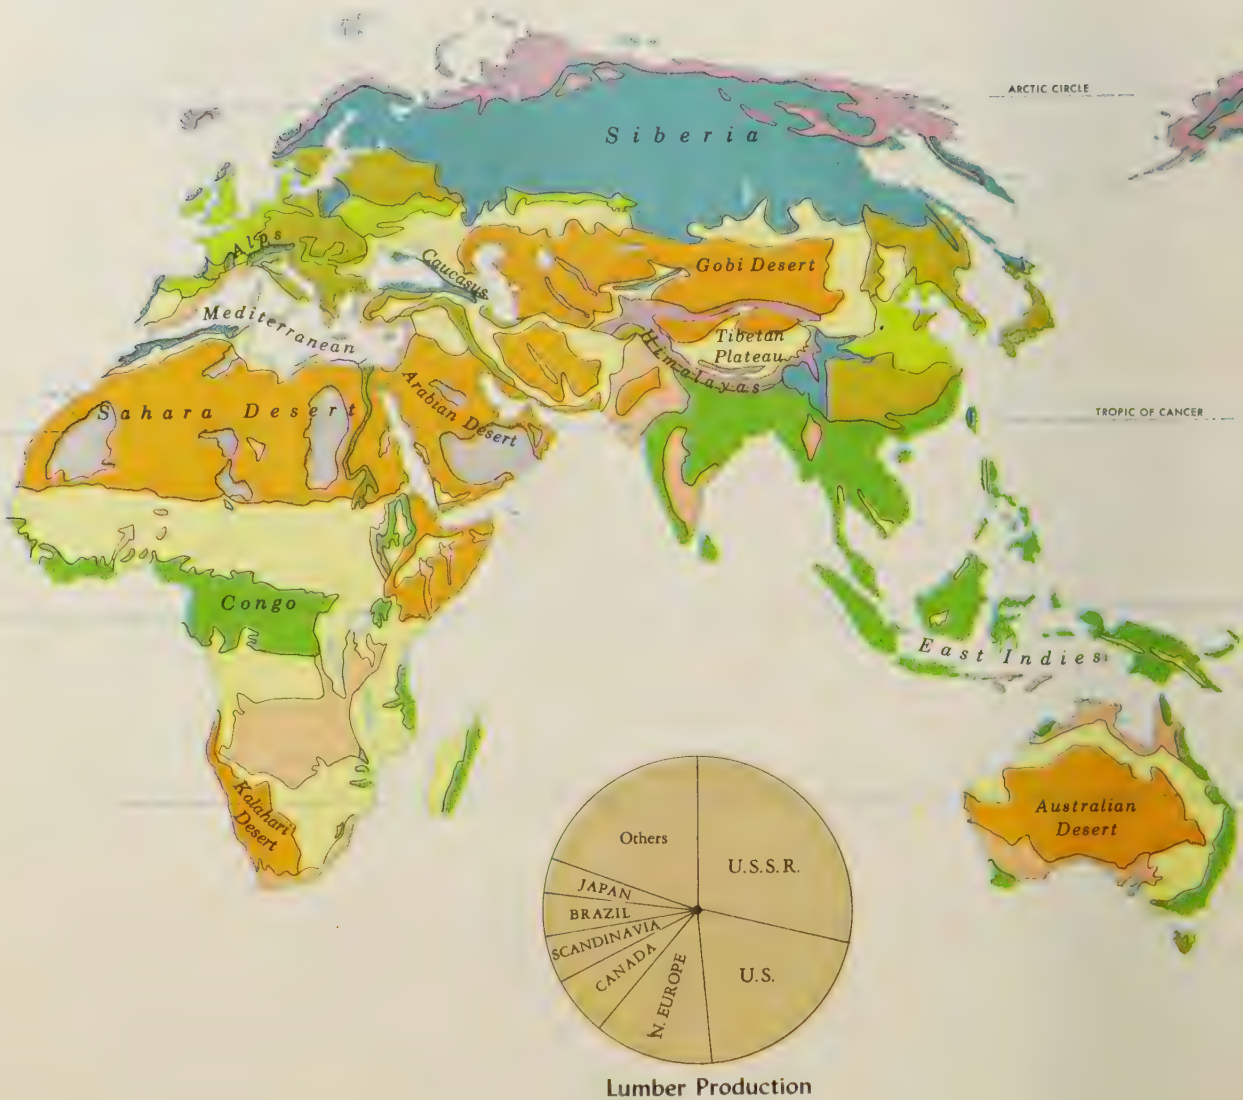 ARCTIC CIRCLE
Siberia
Alps
Caucasus
Gobi Desert
Mediterranean
Himalayas
Tibetan
Plateau
Sahara Desert
Arabian Desert
TROPIC OF CANCER
Congo
East Indies
Kalahari
Desert
Australian
Desert
Others
U.S.S.R.
JAPAN
BRAZIL
SCANDINAVIA
CANADA
N. EUROPE
U.S.
Lumber Production